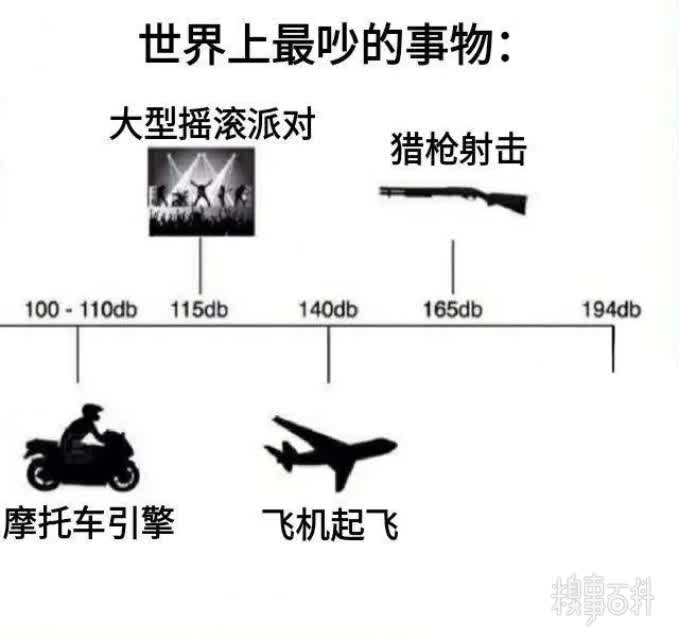 世界上最吵的事物：
大型摇滚派对
猎枪射击
100 - 110db
115db
140db
165db
194db
摩托车引擎
飞机起飞
糗事百科